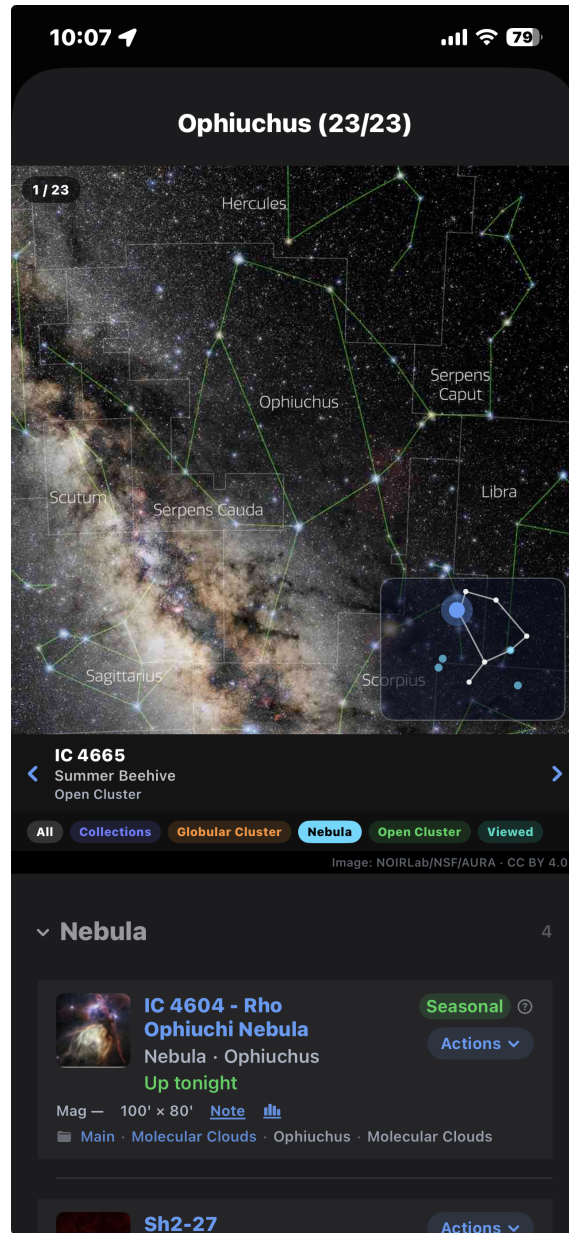 10:07
79
Ophiuchus (23/23)
1 / 23
Hercules
Serpens
Caput
Ophiuchus
Libra
Scutum
Serpens Cauda
Sagittarius
Scorpius
IC 4665
Summer Beehive
Open Cluster
All Collections Globular Cluster Nebula Open Cluster Viewed
Image: NOIRLab/NSF/AURA · CC BY 4.0
Nebula 4
IC 4604 - Rho
Ophiuchi Nebula
Seasonal ?
Actions
Nebula · Ophiuchus
Up tonight
Mag — 100' × 80' Note
Main · Molecular Clouds · Ophiuchus · Molecular Clouds
Sh2-27
Actions